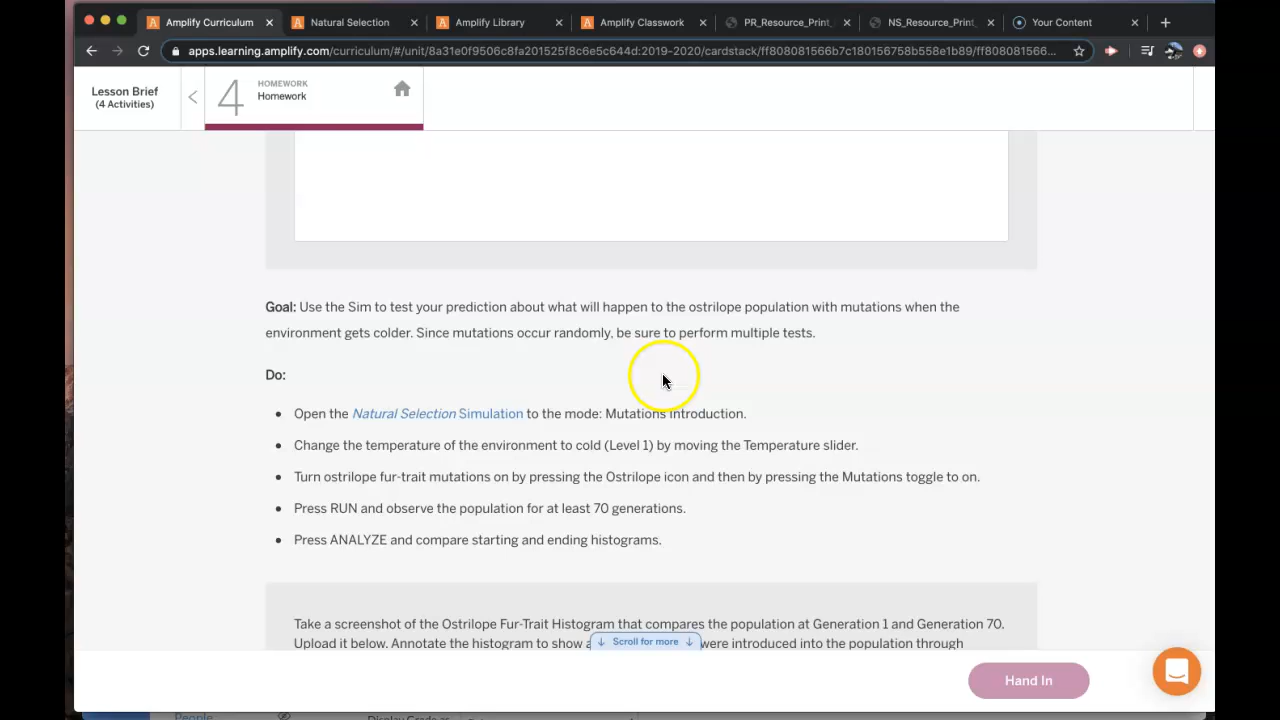 Amplify Curriculum
Natural Selection
Amplify Library
Amplify Classwork
PR_Resource_Print_
NS_Resource_Print_
Your Content
apps.learning.amplify.com/curriculum/#/unit/8a31e0f9506c8fa201525f8c6e5c644d:2019-2020/cardstack/ff808081566b7c180156758b558e1b89/ff8080815666...
Lesson Brief
(4 Activities)
4
HOMEWORK
Homework
Goal: Use the Sim to test your prediction about what will happen to the ostrilope population with mutations when the
environment gets colder. Since mutations occur randomly, be sure to perform multiple tests.
Do:
• Open the Natural Selection Simulation to the mode: Mutations Introduction.
• Change the temperature of the environment to cold (Level 1) by moving the Temperature slider.
• Turn ostrilope fur-trait mutations on by pressing the Ostrilope icon and then by pressing the Mutations toggle to on.
• Press RUN and observe the population for at least 70 generations.
• Press ANALYZE and compare starting and ending histograms.
Take a screenshot of the Ostrilope Fur-Trait Histogram that compares the population at Generation 1 and Generation 70.
Upload it below. Annotate the histogram to show were introduced into the population through
Scroll for more
Hand In
People
Display Grade as